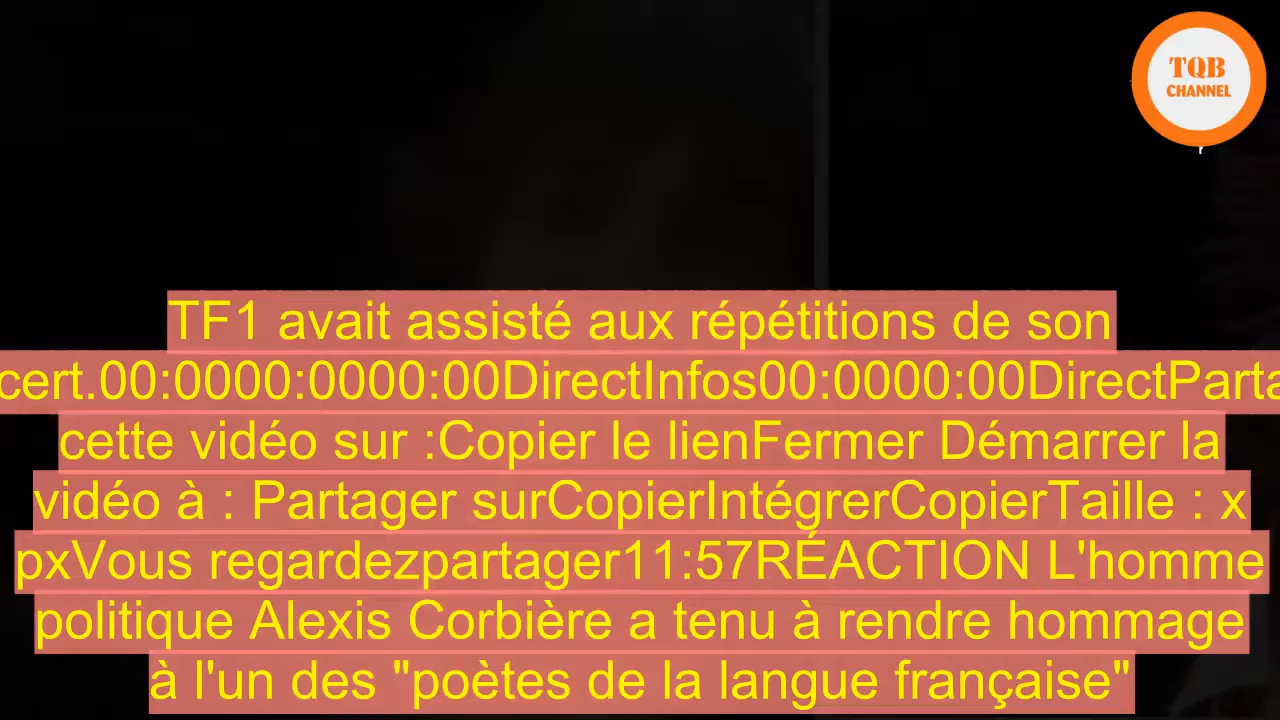 TQB
CHANNEL
TF1 avait assisté aux répétitions de son
cert.00:0000:0000:00DirectInfos00:0000:00DirectParta
cette vidéo sur :Copier le lienFermer Démarrer la
vidéo à : Partager surCopierIntégrerCopierTaille : x
pxVous regardezpartager11:57RÉACTION L'homme
politique Alexis Corbière a tenu à rendre hommage
à l'un des "poètes de la langue française"